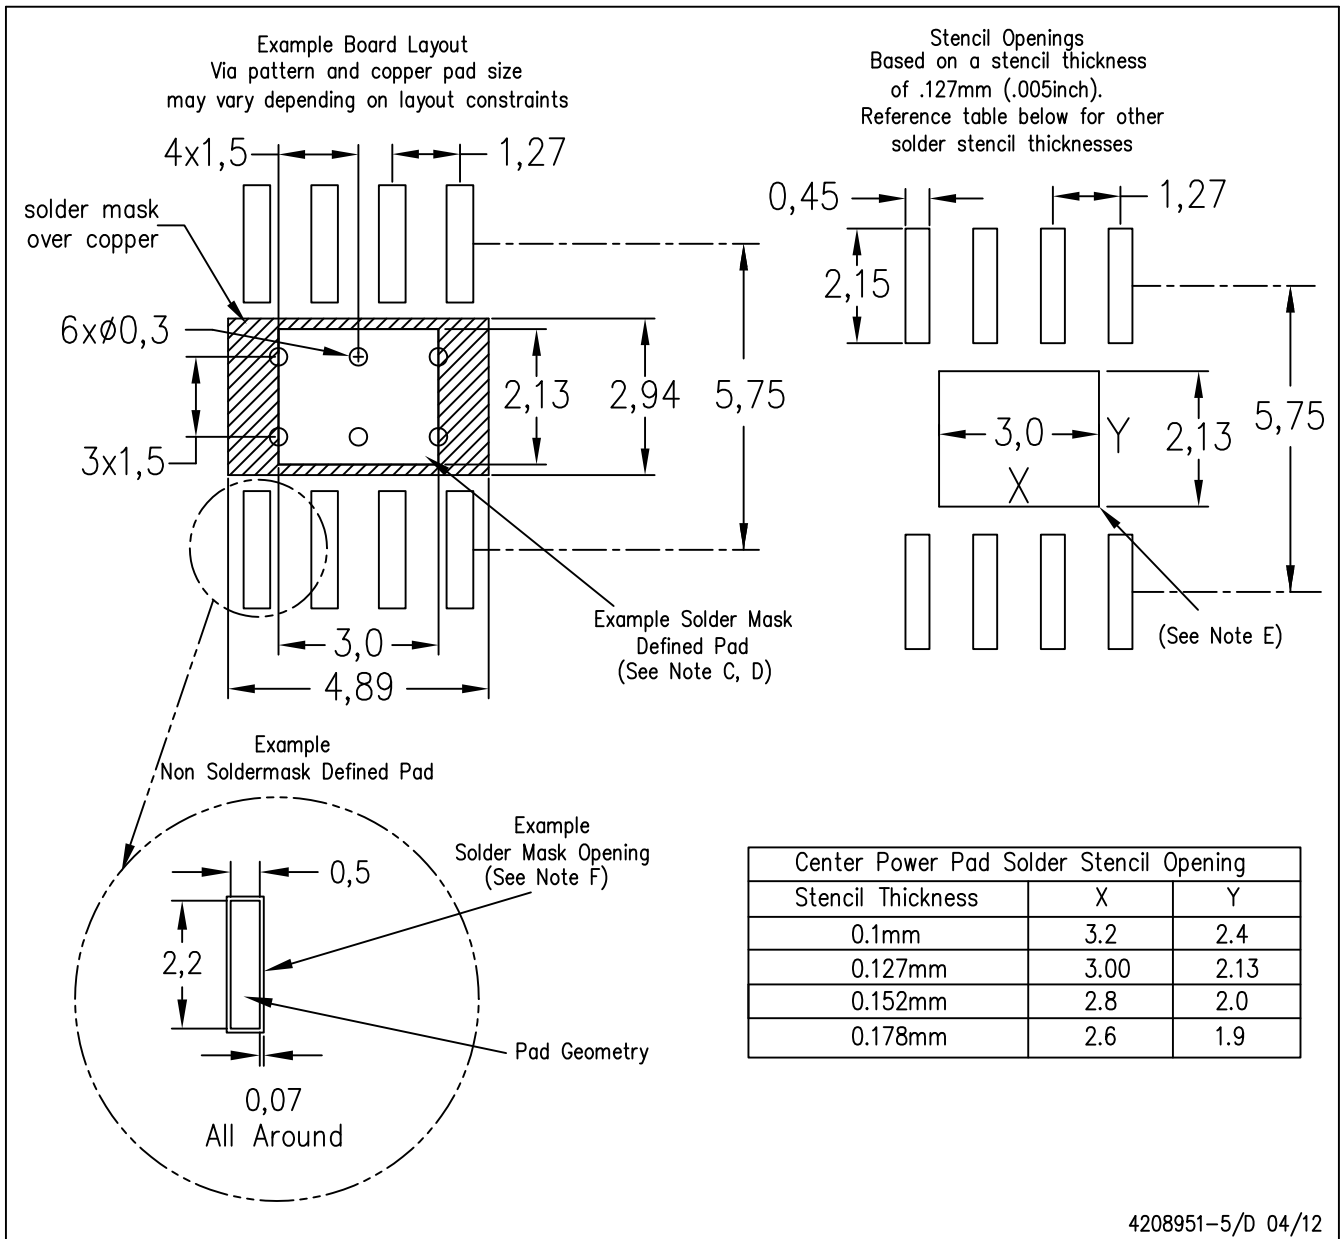 Example Board Layout
Via pattern and copper pad size
may vary depending on layout constraints
4x1,5
1,27
solder mask
over copper
6xø0,3
3x1,5
2,13
2,94
5,75
3,0
4,89
Example Solder Mask
Defined Pad
(See Note C, D)
Stencil Openings
Based on a stencil thickness
of .127mm (.005inch).
Reference table below for other
solder stencil thicknesses
0,45
1,27
2,15
3,0
X
Y
2,13
5,75
(See Note E)
Example
Non Soldermask Defined Pad
Example
Solder Mask Opening
(See Note F)
0,5
2,2
Pad Geometry
0,07
All Around
Center Power Pad Solder Stencil Opening
Stencil Thickness X Y
0.1mm 3.2 2.4
0.127mm 3.00 2.13
0.152mm 2.8 2.0
0.178mm 2.6 1.9
4208951-5/D 04/12